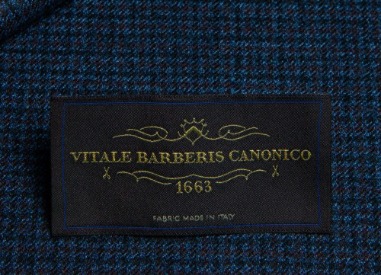 VITALE BARBERIS CANONICO
1663
FABRIC MADE IN ITALY